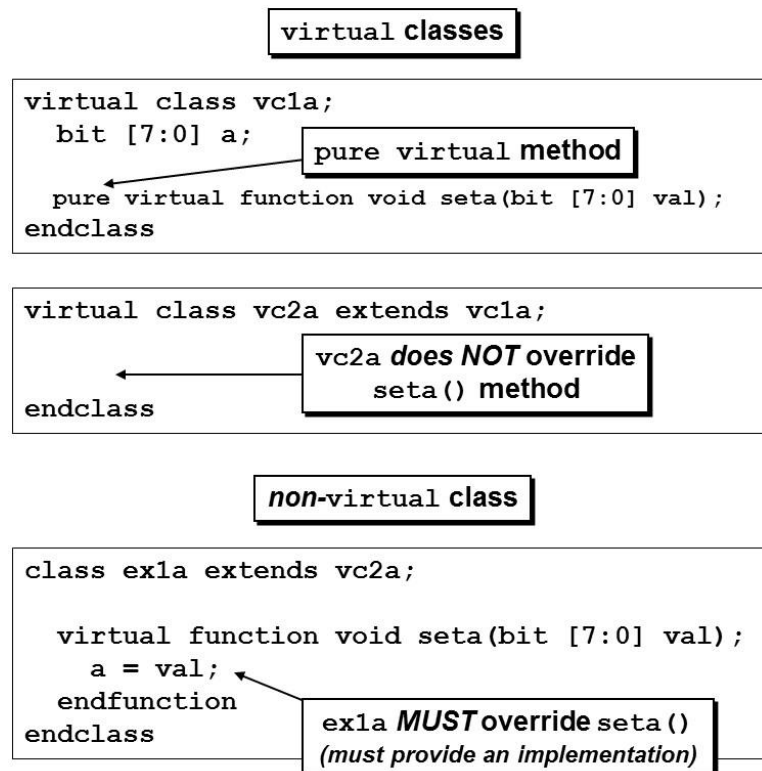 virtual classes
virtual class vc1a;
bit [7:0] a;
pure virtual method
pure virtual function void seta(bit [7:0] val);
endclass
virtual class vc2a extends vc1a;
vc2a does NOT override
seta() method
endclass
non-virtual class
class ex1a extends vc2a;
virtual function void seta(bit [7:0] val);
a = val;
endfunction
ex1a MUST override seta()
endclass
(must provide an implementation)